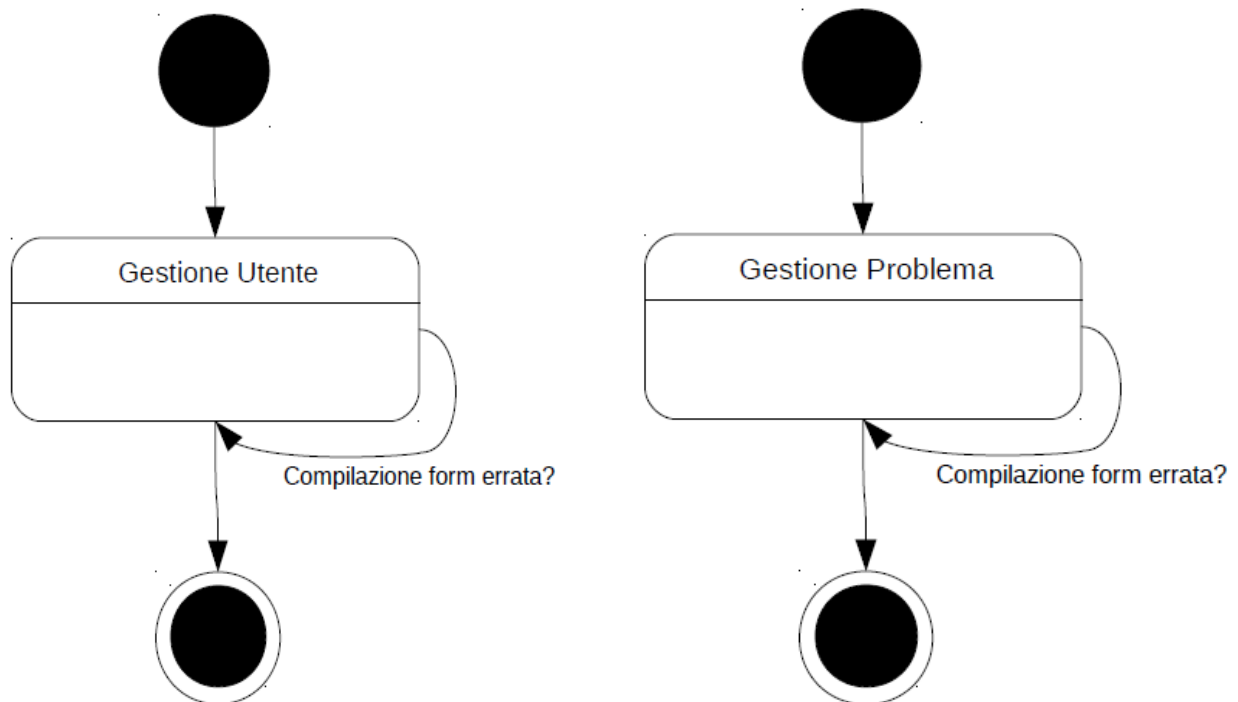 Gestione Utente
Gestione Problema
Compilazione form errata?
Compilazione form errata?